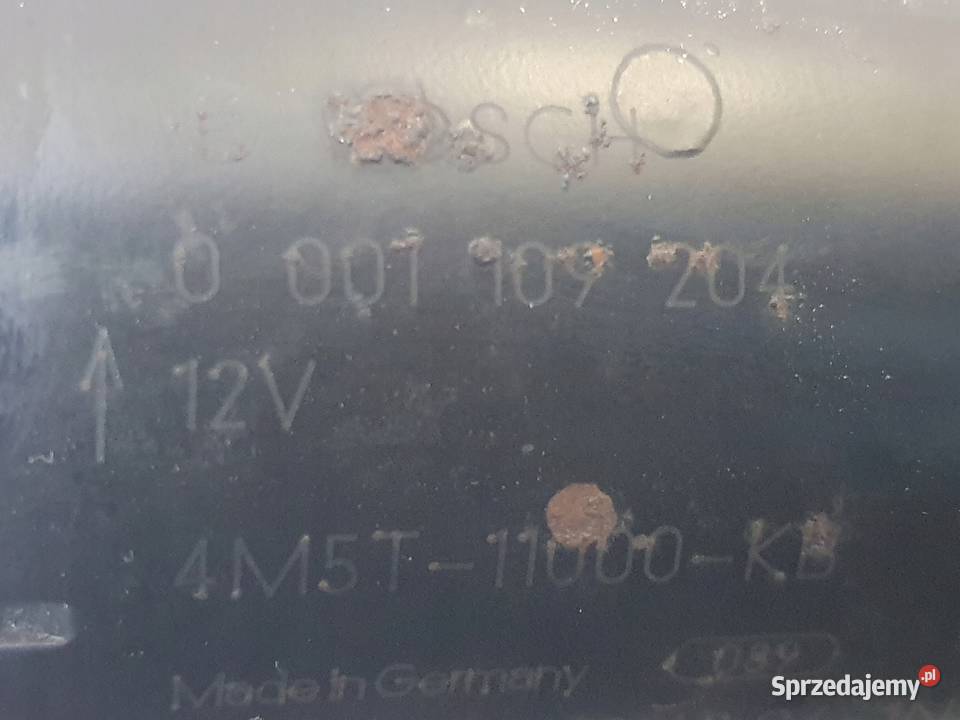 BOSCH
0 001 109 204
12V
4M5T-11000-KB
Made in Germany
Sprzedajemy.pl